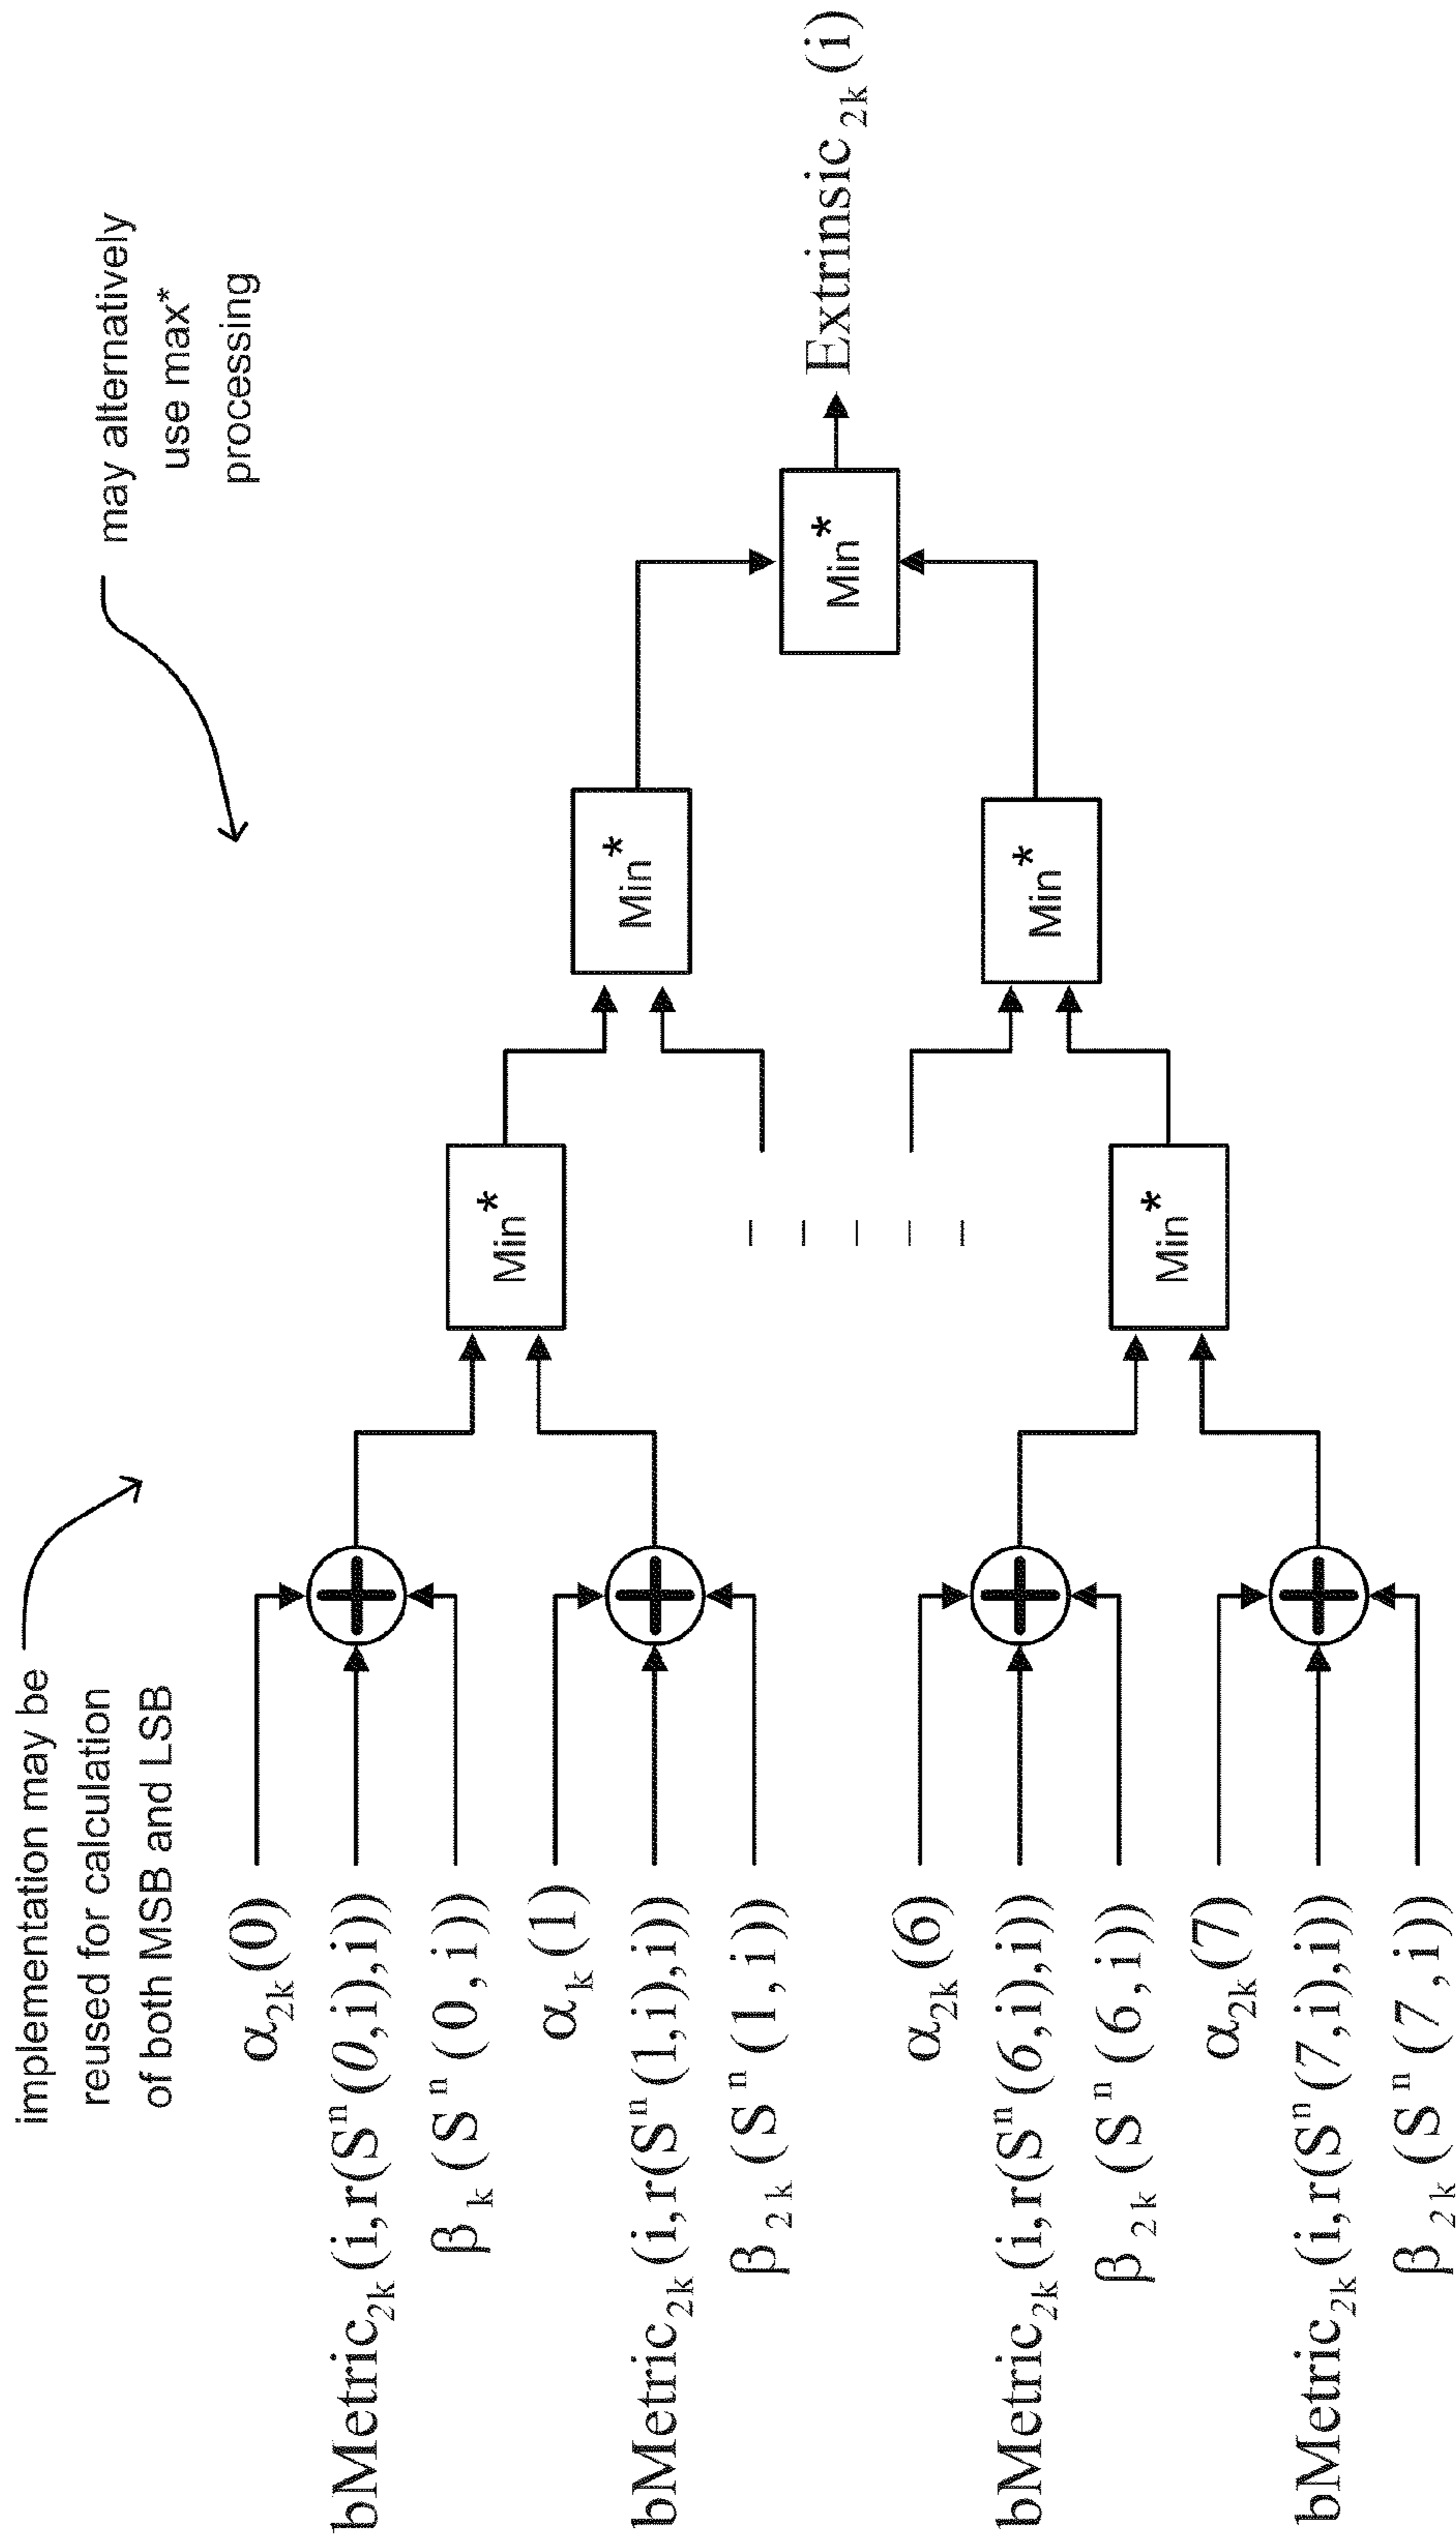 implementation may be
reused for calculation
of both MSB and LSB
may alternatively
use max*
processing
α2k(0)
bMetric2k(i,r(Sn(0,i),i))
βk(Sn(0,i))
αk(1)
bMetric2k(i,r(Sn(1,i),i))
β2k(Sn(1,i))
α2k(6)
bMetric2k(i,r(Sn(6,i),i))
β2k(Sn(6,i))
α2k(7)
bMetric2k(i,r(Sn(7,i),i))
β2k(Sn(7,i))
Min*
Min*
Min*
Min*
Min*
Extrinsic2k(i)